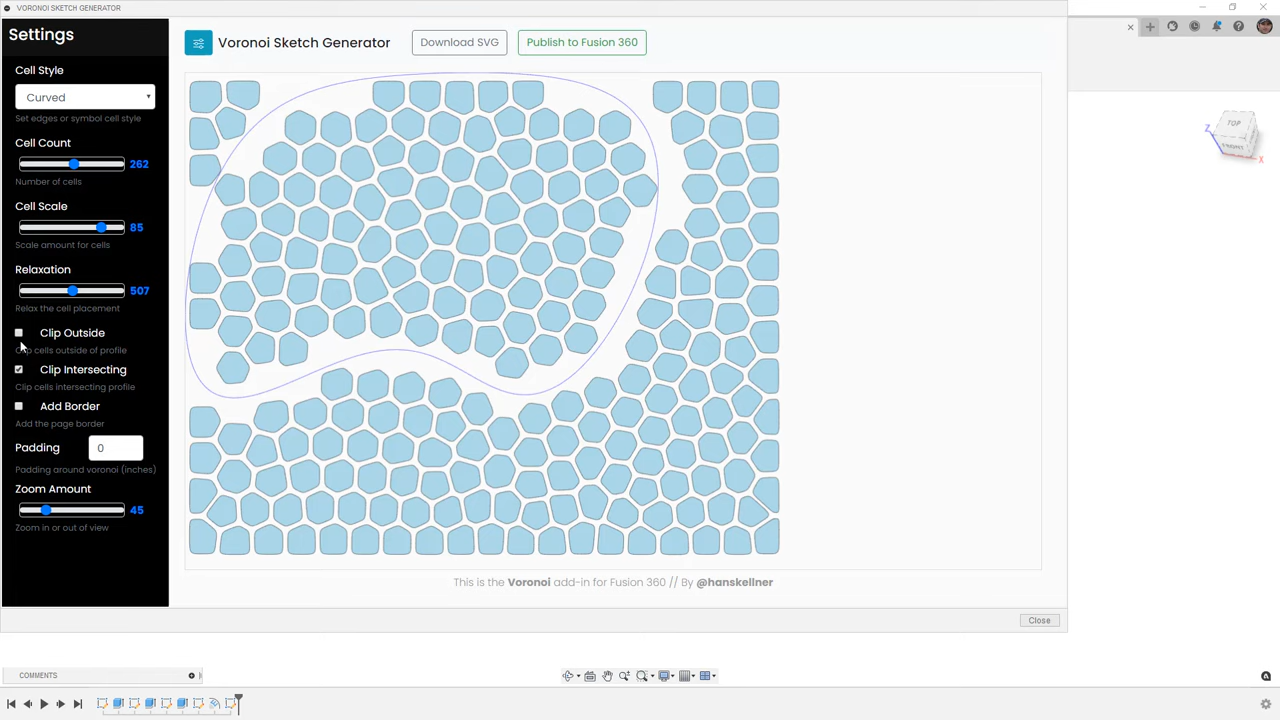 VORONOI SKETCH GENERATOR
Settings
Voronoi Sketch Generator
Download SVG
Publish to Fusion 360
Cell Style
Curved
Set edges or symbol cell style
Cell Count
262
Number of cells
Cell Scale
85
Scale amount for cells
Relaxation
507
Relax the cell placement
Clip Outside
Clip cells outside of profile
Clip Intersecting
Clip cells intersecting profile
Add Border
Add the page border
Padding
0
Padding around voronoi (inches)
Zoom Amount
45
Zoom in or out of view
This is the Voronoi add-in for Fusion 360 // By @hanskellner
Close
TOP
FRONT
Z
X
COMMENTS